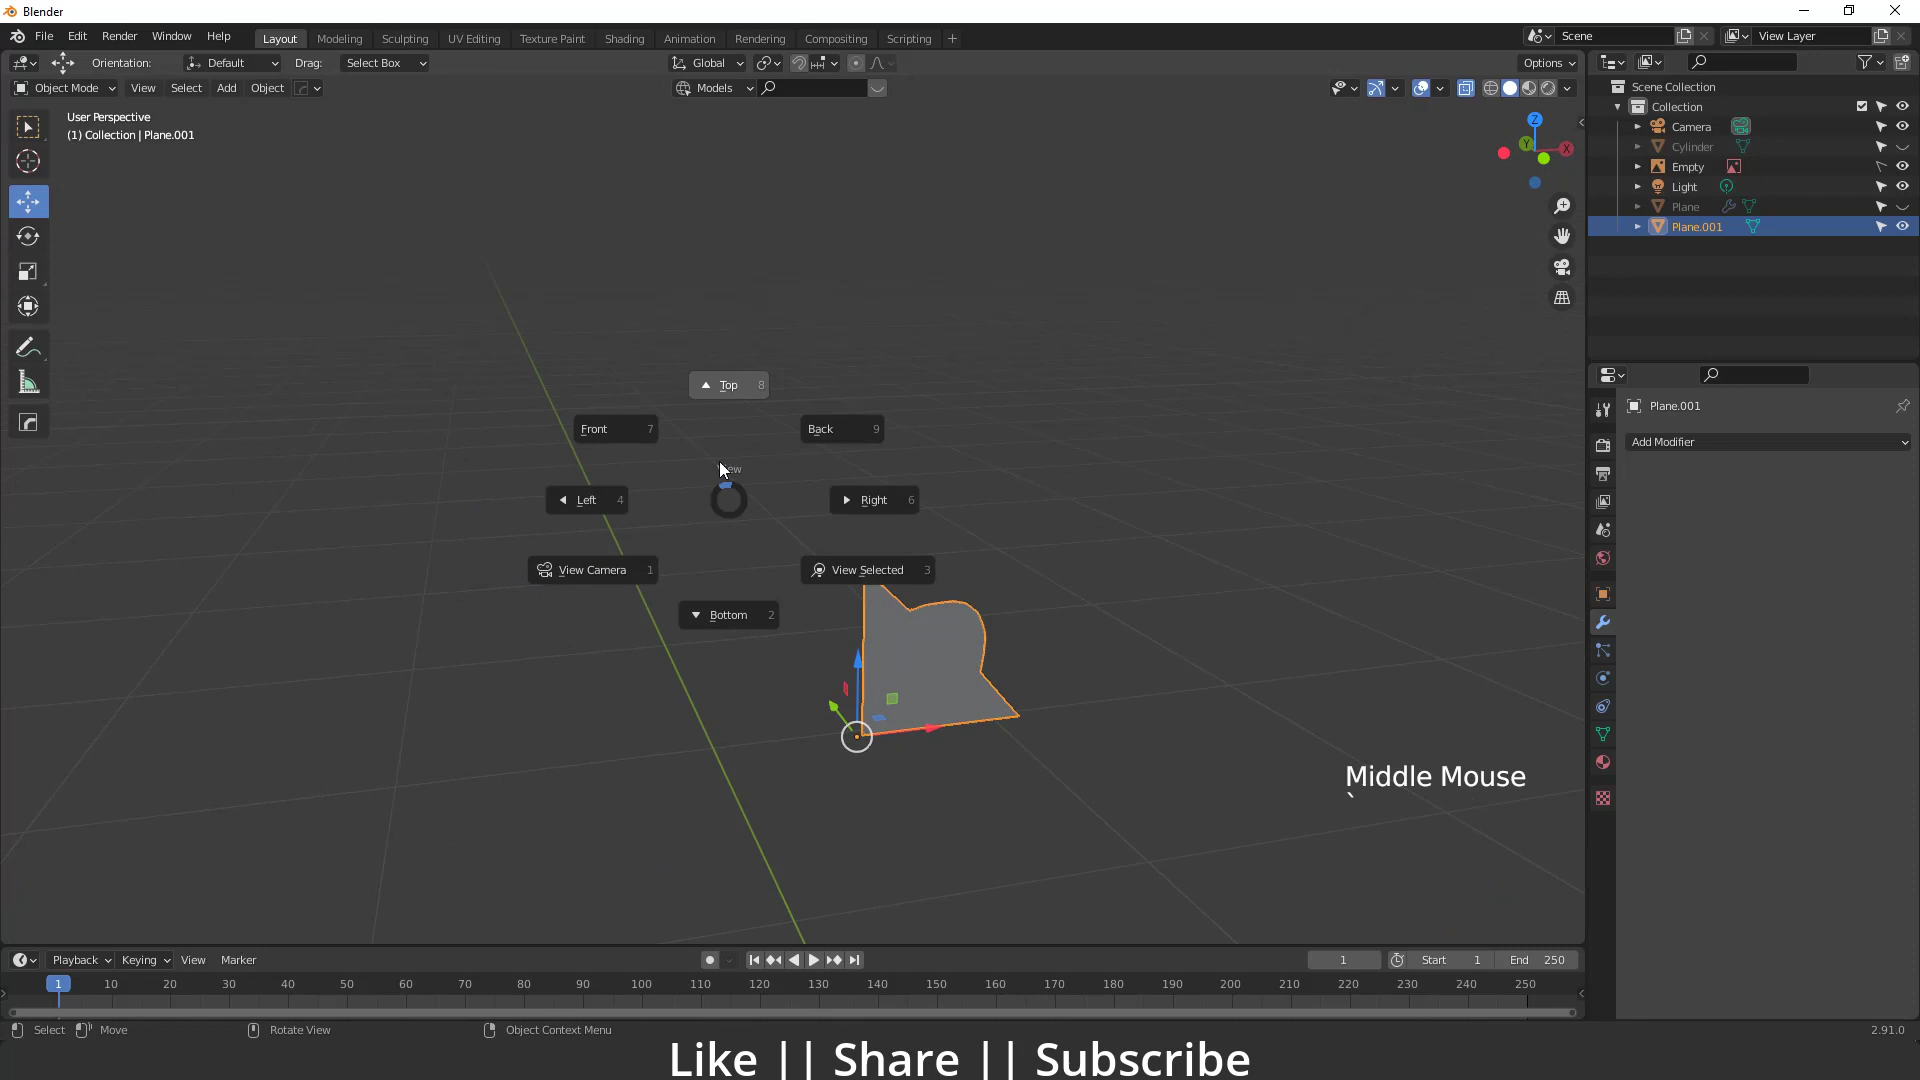 Blender
File Edit Render Window Help
Layout Modeling Sculpting UV Editing Texture Paint Shading Animation Rendering Compositing Scripting +
Scene
View Layer
Orientation: Default Drag: Select Box
Global
Options
Object Mode View Select Add Object
Models
User Perspective
(1) Collection | Plane.001
Z
Y
X
Scene Collection
Collection
Camera
Cylinder
Empty
Light
Plane
Plane.001
Top 8
Front 7
Back 9
Left 4
Right 6
View Camera 1
View Selected 3
Bottom 2
Plane.001
Add Modifier
Middle Mouse
`
Playback Keying View Marker
1
Start 1
End 250
1 10 20 30 40 50 60 70 80 90 100 110 120 130 140 150 160 170 180 190 200 210 220 230 240 250
Select Move Rotate View Object Context Menu
2.91.0
Like || Share || Subscribe